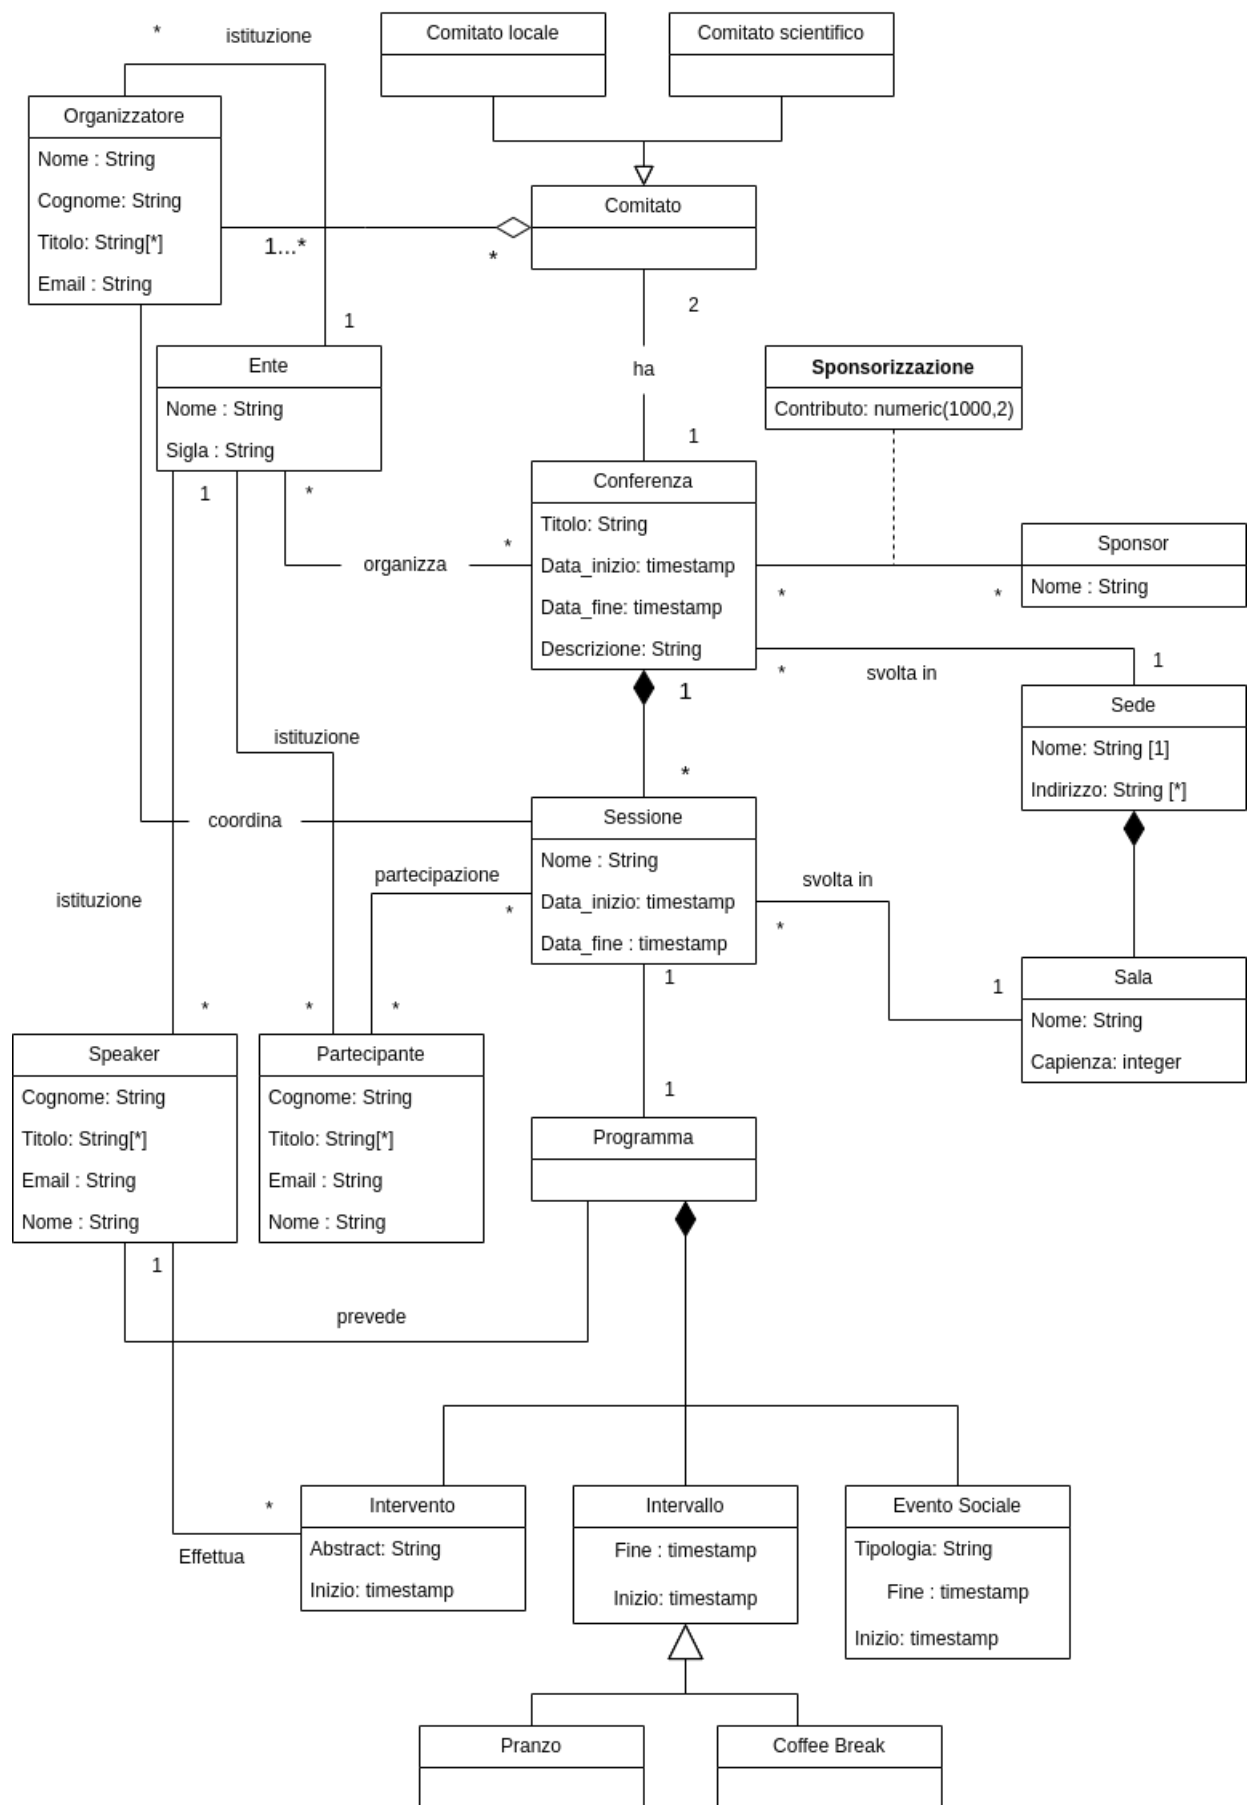 *
istituzione
Comitato locale
Comitato scientifico
Organizzatore
Nome : String
Cognome: String
Titolo: String[*]
Email : String
Comitato
1...*
*
2
1
ha
Ente
Nome : String
Sigla : String
Sponsorizzazione
Contributo: numeric(1000,2)
1
1
*
organizza
*
Conferenza
Titolo: String
Data_inizio: timestamp
Data_fine: timestamp
Descrizione: String
*
*
Sponsor
Nome : String
*
svolta in
1
1
Sede
Nome: String [1]
Indirizzo: String [*]
istituzione
*
coordina
Sessione
Nome : String
Data_inizio: timestamp
Data_fine : timestamp
partecipazione
*
svolta in
*
istituzione
1
1
Sala
Nome: String
Capienza: integer
*
*
*
Speaker
Cognome: String
Titolo: String[*]
Email : String
Nome : String
Partecipante
Cognome: String
Titolo: String[*]
Email : String
Nome : String
1
Programma
1
prevede
*
Effettua
Intervento
Abstract: String
Inizio: timestamp
Intervallo
Fine : timestamp
Inizio: timestamp
Evento Sociale
Tipologia: String
Fine : timestamp
Inizio: timestamp
Pranzo
Coffee Break